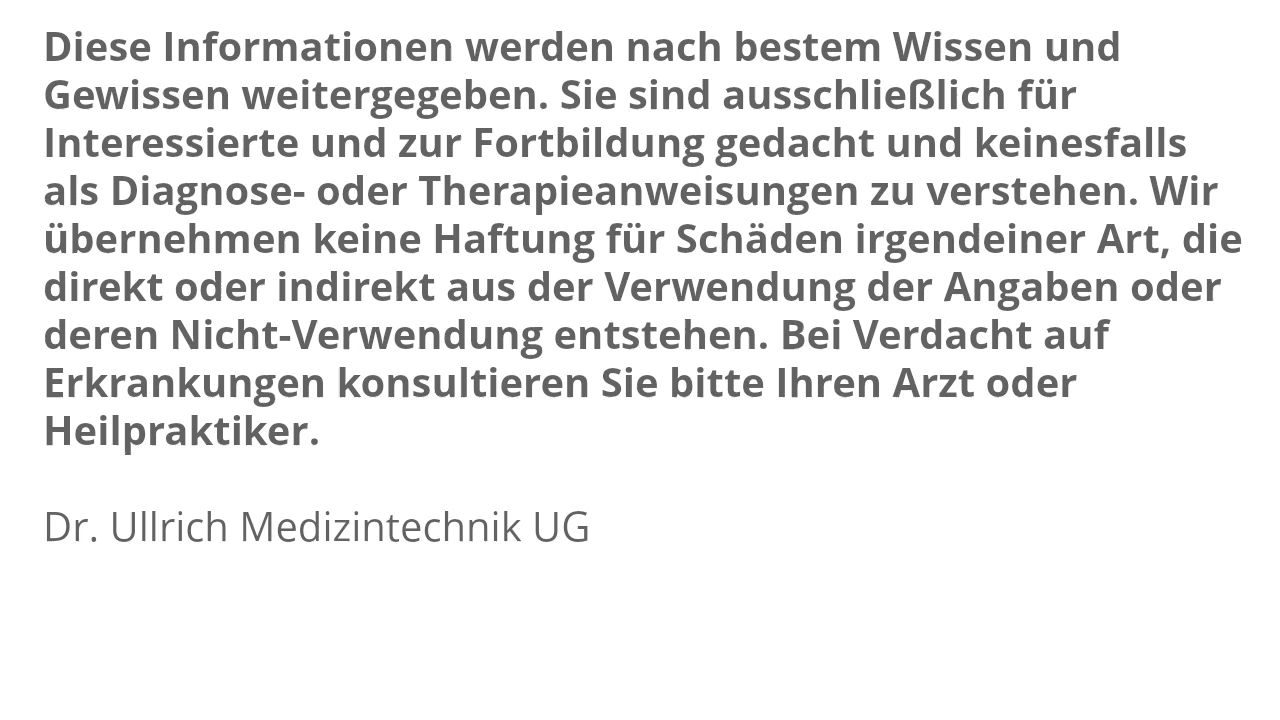 Diese Informationen werden nach bestem Wissen und
Gewissen weitergegeben. Sie sind ausschließlich für
Interessierte und zur Fortbildung gedacht und keinesfalls
als Diagnose- oder Therapieanweisungen zu verstehen. Wir
übernehmen keine Haftung für Schäden irgendeiner Art, die
direkt oder indirekt aus der Verwendung der Angaben oder
deren Nicht-Verwendung entstehen. Bei Verdacht auf
Erkrankungen konsultieren Sie bitte Ihren Arzt oder
Heilpraktiker.
Dr. Ullrich Medizintechnik UG